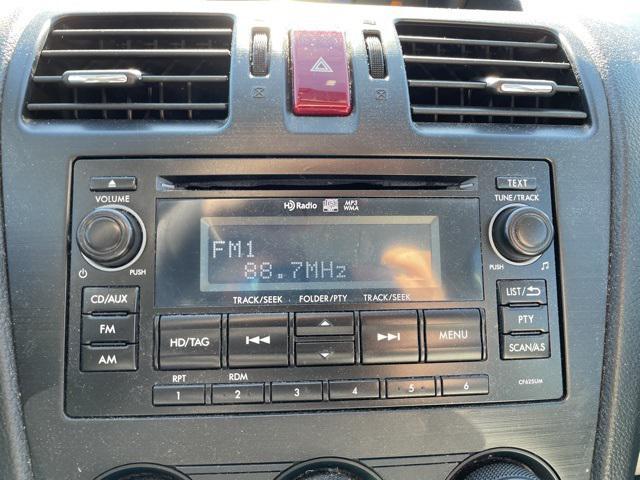 TEXT
VOLUME
TUNE/TRACK
HD Radio MP3 WMA
FM1
88.7MHz
PUSH
PUSH
TRACK/SEEK FOLDER/PTY TRACK/SEEK
CD/AUX
FM
AM
HD/TAG
MENU
LIST/
PTY
SCAN/AS
RPT RDM
1 2 3 4 5 6
CF625UM